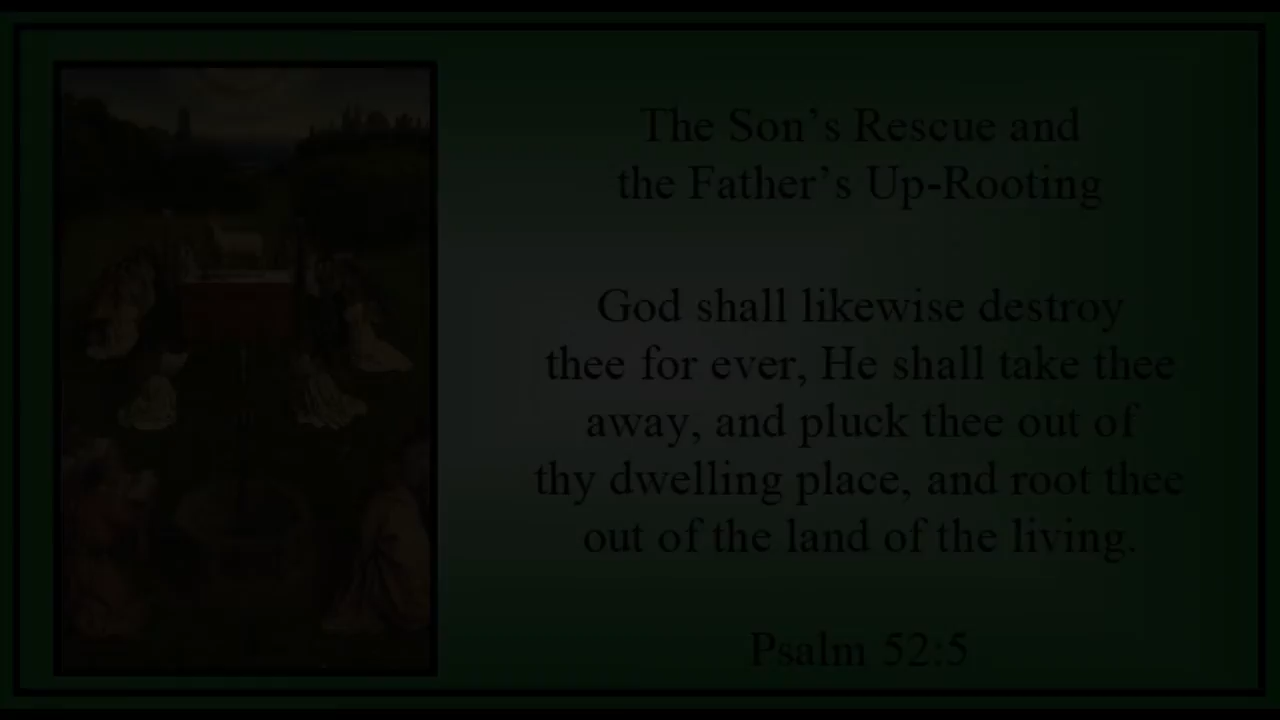 The Son’s Rescue and
the Father’s Up-Rooting
God shall likewise destroy
thee for ever, He shall take thee
away, and pluck thee out of
thy dwelling place, and root thee
out of the land of the living.
Psalm 52:5